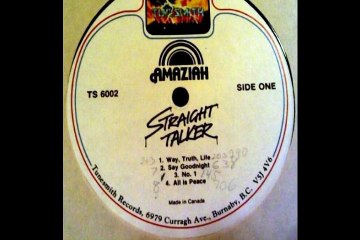 TUNESMITH
AMAZIAH
TS 6002
SIDE ONE
STRAIGHT
TALKER
1. Way, Truth, Life
2. Say Goodnight
3. No. 1
4. All is Peace
Made in Canada
Tunesmith Records, 6979 Curragh Ave., Burnaby, B.C. V5J 4V6